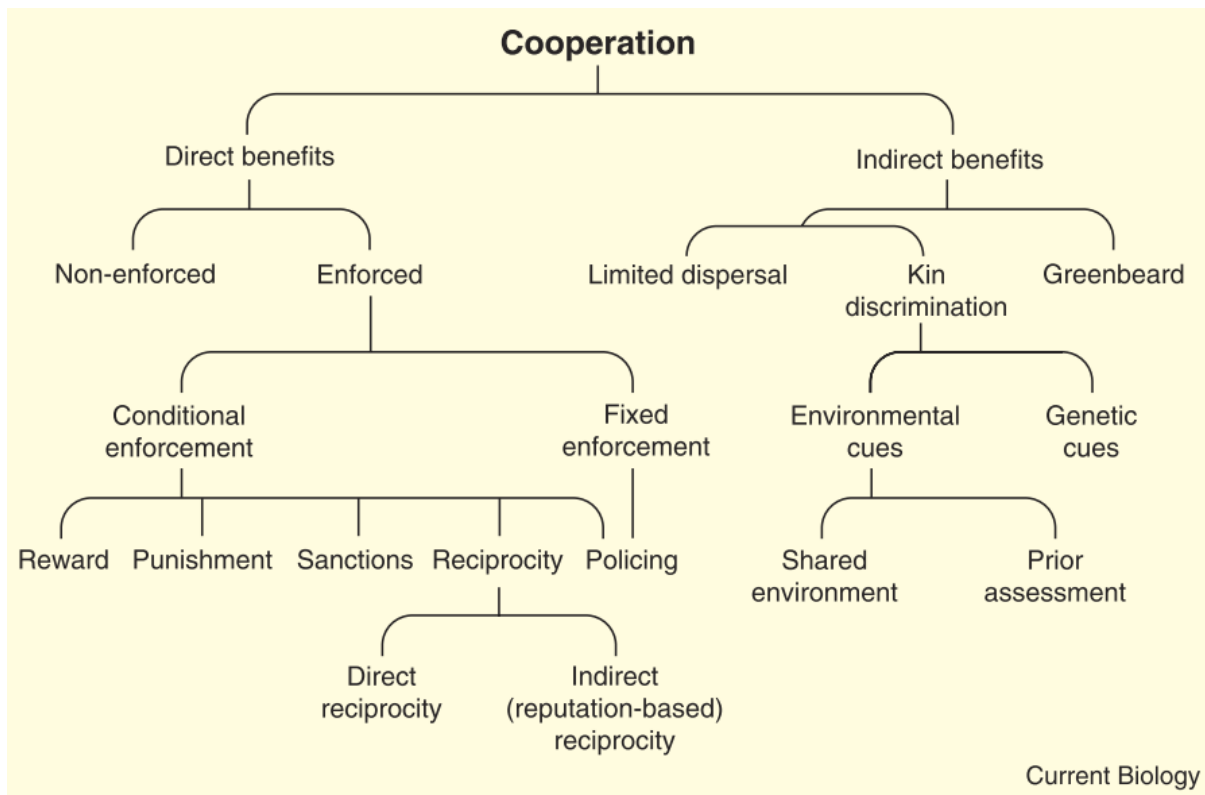 Cooperation
Direct benefits
Indirect benefits
Non-enforced
Enforced
Limited dispersal
Kin
discrimination
Greenbeard
Conditional
enforcement
Fixed
enforcement
Environmental
cues
Genetic
cues
Reward
Punishment
Sanctions
Reciprocity
Policing
Shared
environment
Prior
assessment
Direct
reciprocity
Indirect
(reputation-based)
reciprocity
Current Biology